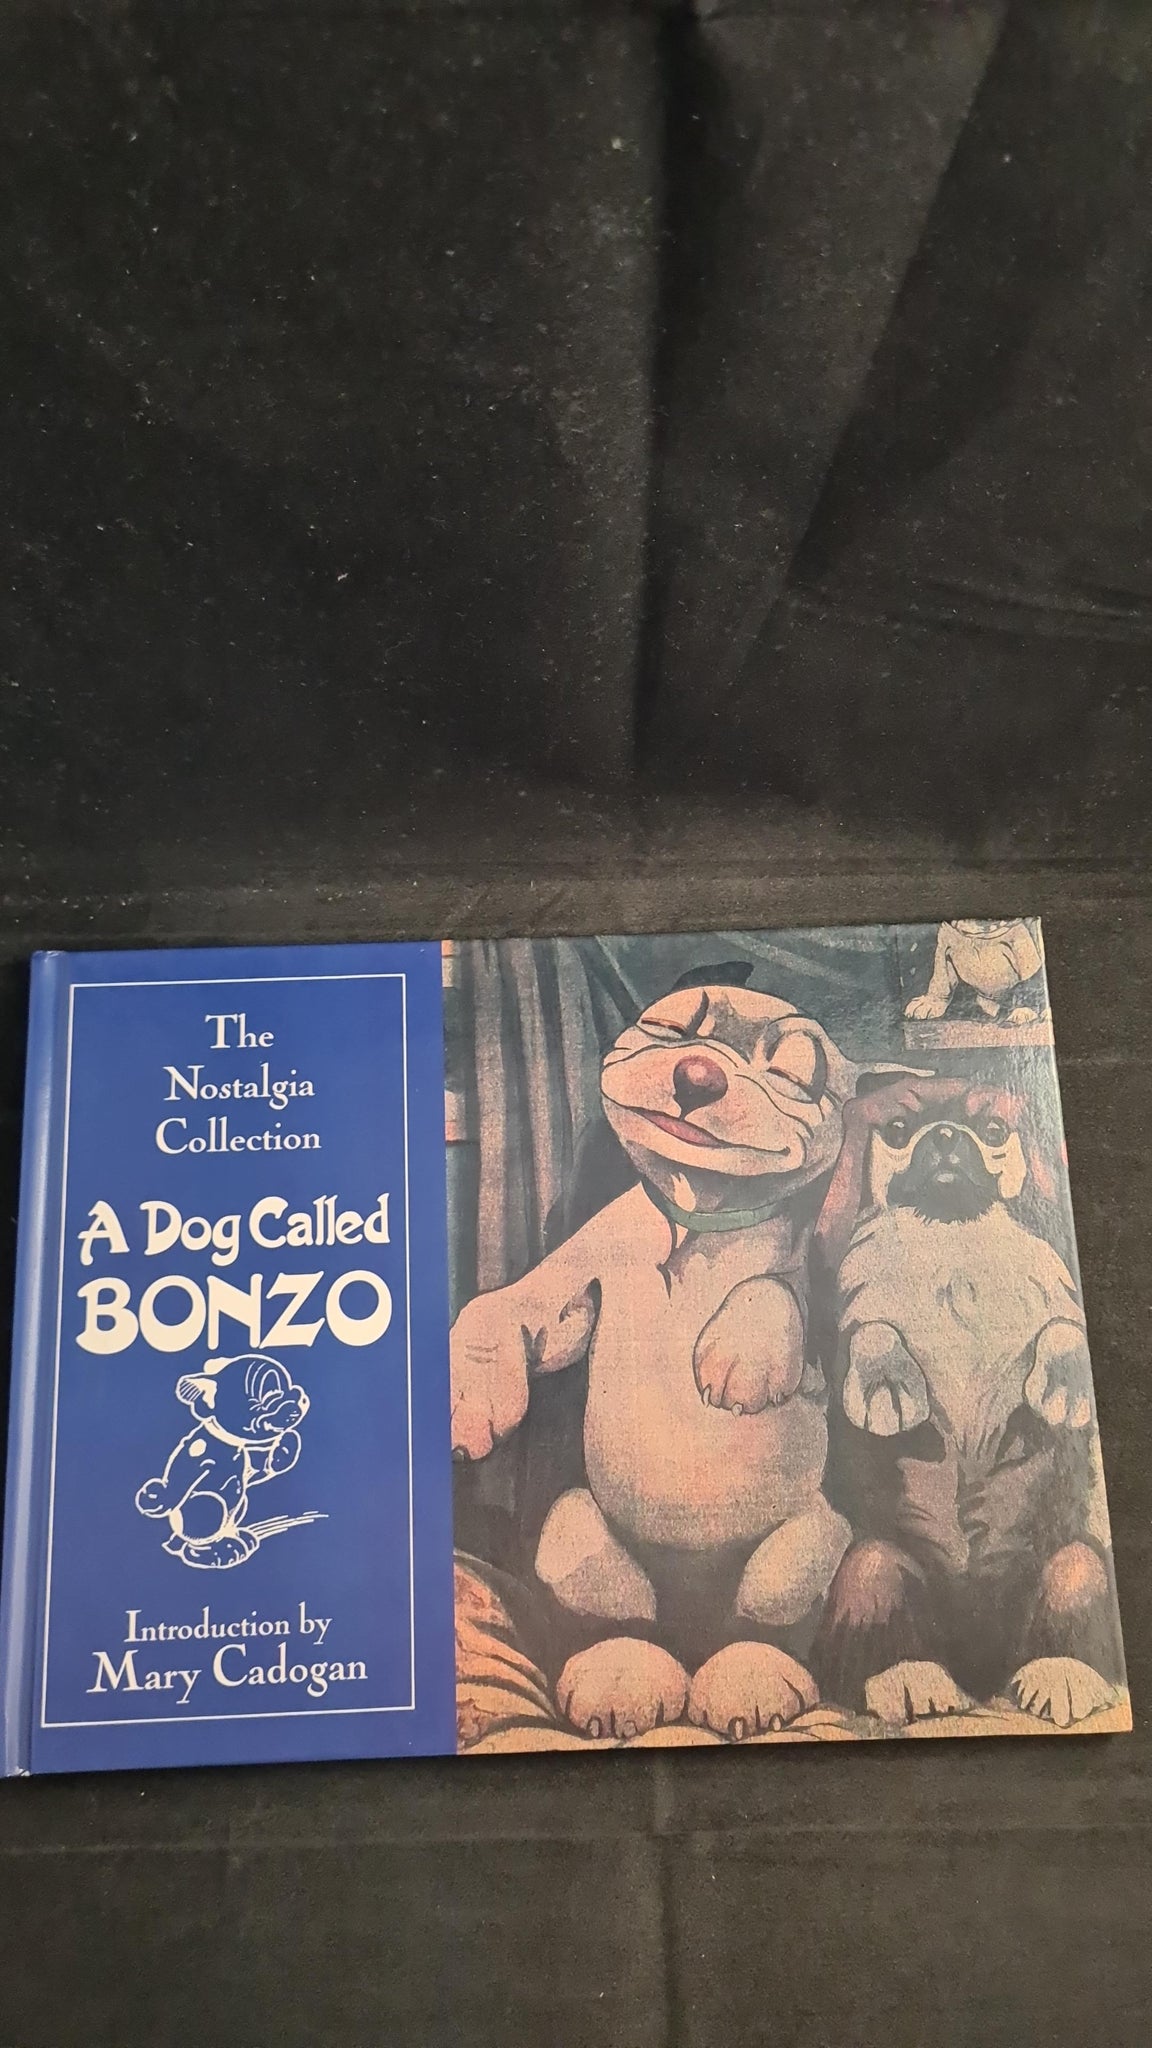 The
Nostalgia
Collection
A Dog Called
BONZO
Introduction by
Mary Cadogan